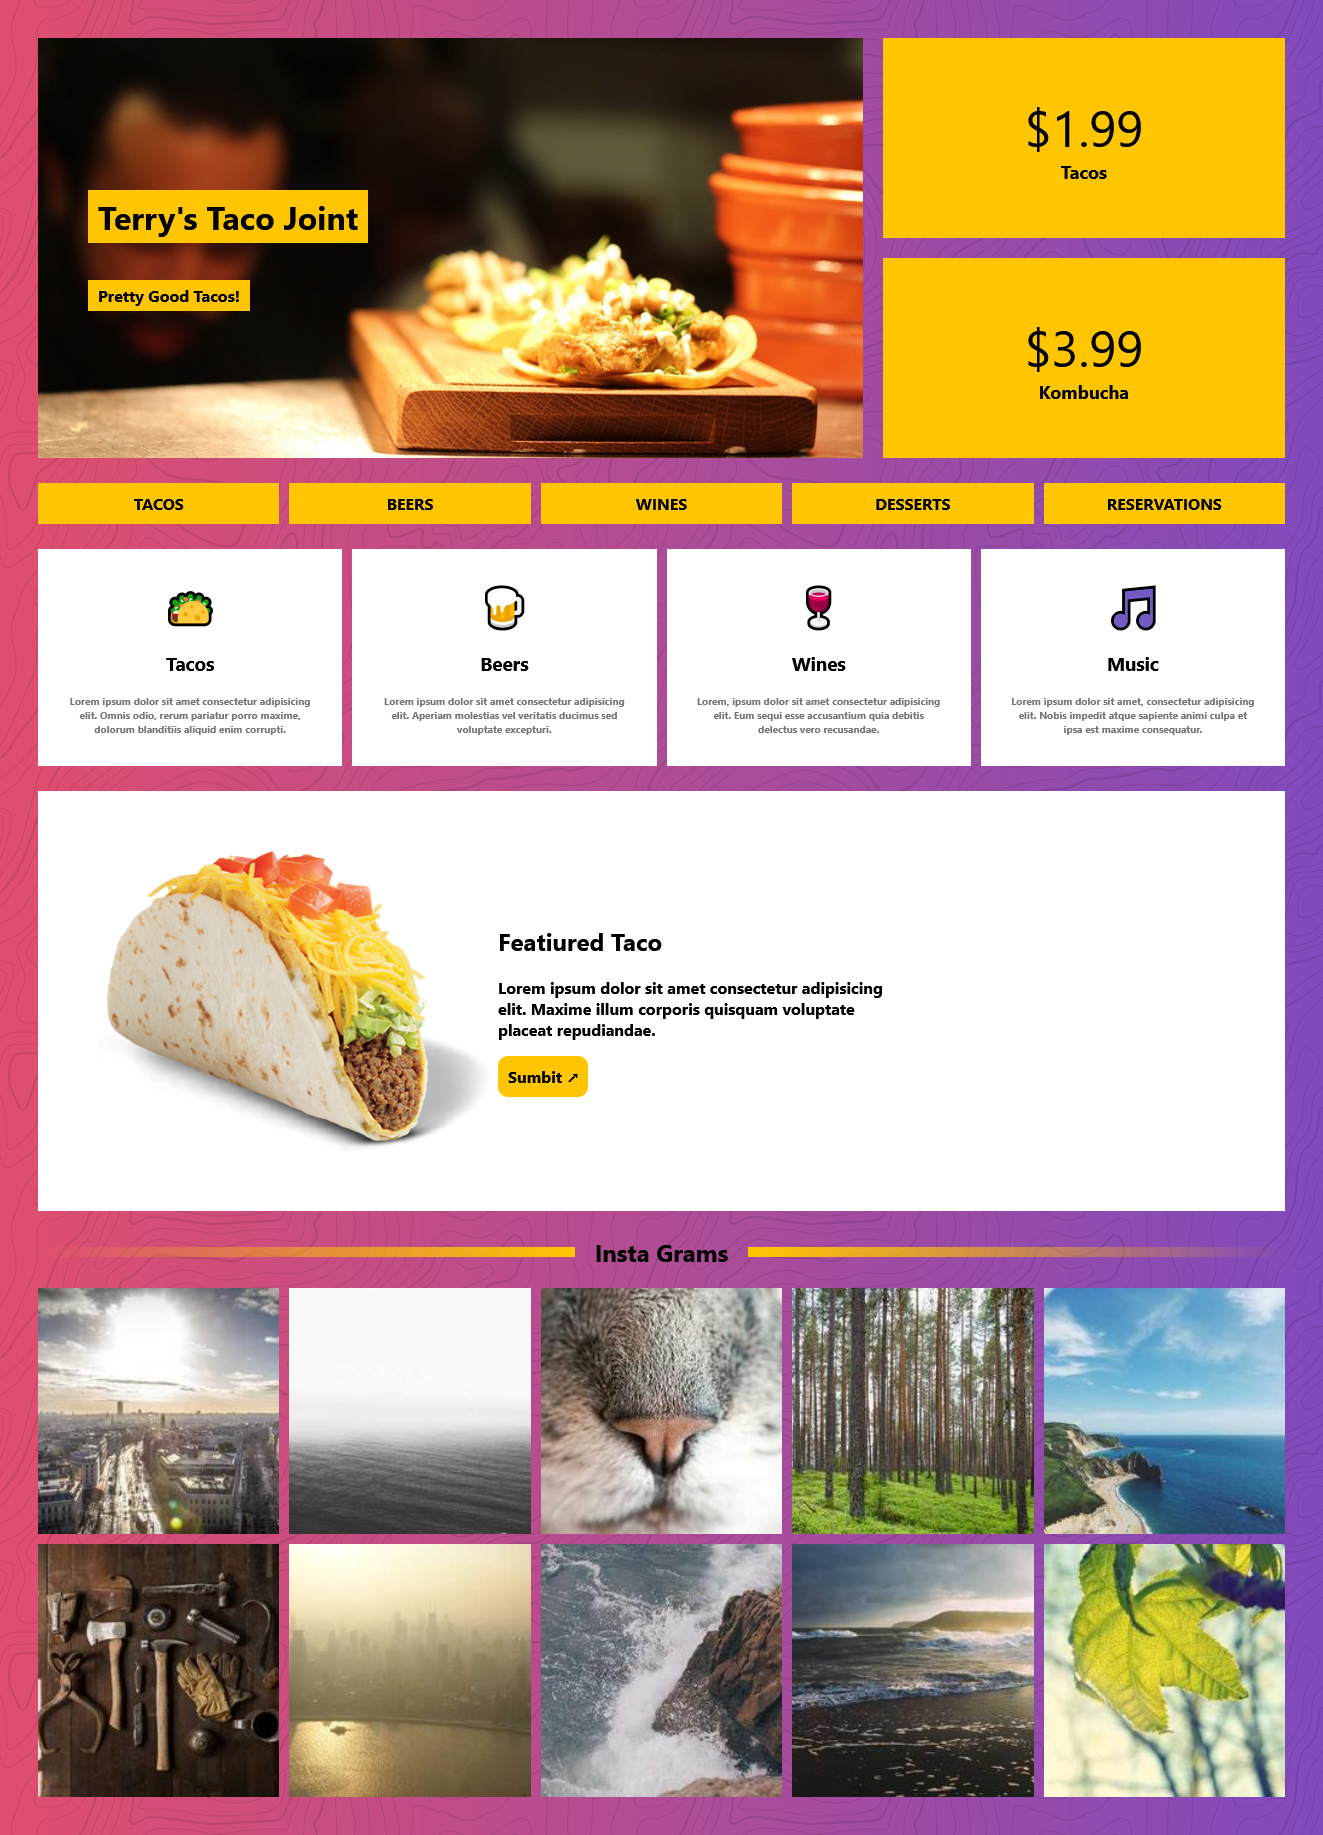 Terry's Taco Joint
Pretty Good Tacos!
$1.99
Tacos
$3.99
Kombucha
TACOS
BEERS
WINES
DESSERTS
RESERVATIONS
Tacos
Lorem ipsum dolor sit amet consectetur adipisicing
elit. Omnis odio, rerum pariatur porro maxime,
dolorum blanditiis aliquid enim corrupti.
Beers
Lorem ipsum dolor sit amet consectetur adipisicing
elit. Aperiam molestias vel veritatis ducimus sed
voluptate excepturi.
Wines
Lorem, ipsum dolor sit amet consectetur adipisicing
elit. Eum sequi esse accusantium quia debitis
delectus vero recusandae.
Music
Lorem ipsum dolor sit amet, consectetur adipisicing
elit. Nobis impedit atque sapiente animi culpa et
ipsa est maxime consequatur.
Featiured Taco
Lorem ipsum dolor sit amet consectetur adipisicing
elit. Maxime illum corporis quisquam voluptate
placeat repudiandae.
Sumbit ↗
Insta Grams